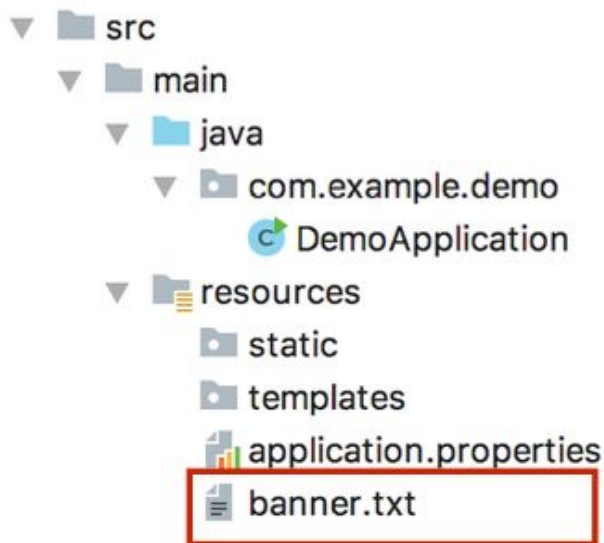 src
main
java
com.example.demo
C DemoApplication
resources
static
templates
application.properties
banner.txt